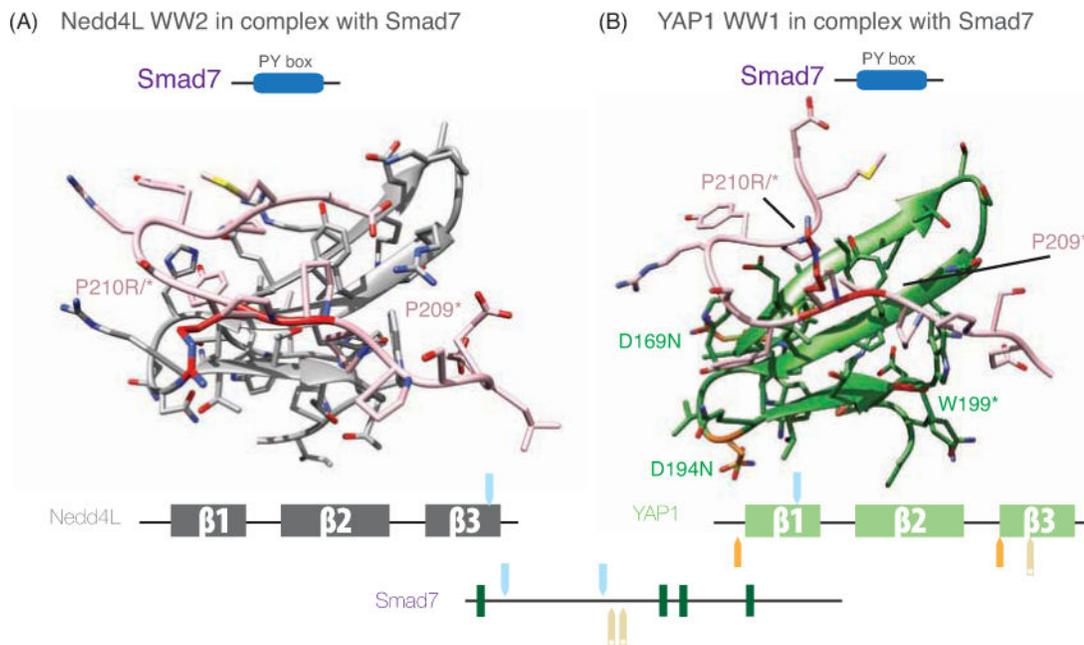 (A) Nedd4L WW2 in complex with Smad7
PY box
Smad7
P210R/*
P209*
Nedd4L
β1
β2
β3
(B) YAP1 WW1 in complex with Smad7
PY box
Smad7
P210R/*
P209*
D169N
W199*
D194N
YAP1
β1
β2
β3
Smad7